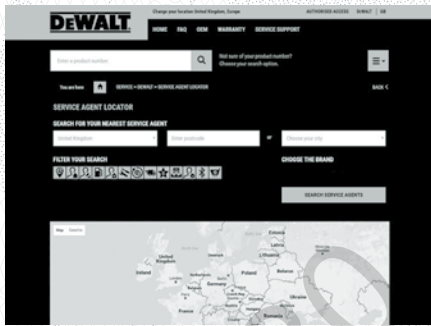 DEWALT
Change your location United Kingdom, Europe.
AUTHORISED ACCESS DEWALT | GB
HOME FAQ OEM WARRANTY SERVICE SUPPORT
Enter a product number
Not sure of your product number?
Choose your search option.
You are here SERVICE > DEWALT > SERVICE AGENT LOCATOR
BACK <
SERVICE AGENT LOCATOR
SEARCH FOR YOUR NEAREST SERVICE AGENT
United Kingdom
Enter postcode
or
Choose your city
FILTER YOUR SEARCH
CHOOSE THE BRAND
SEARCH SERVICE AGENTS
Map Satellite
Estonia
Latvia
Lithuania
United Kingdom
Ireland
Poland
Belarus
Germany
Ukraine
France
Romania